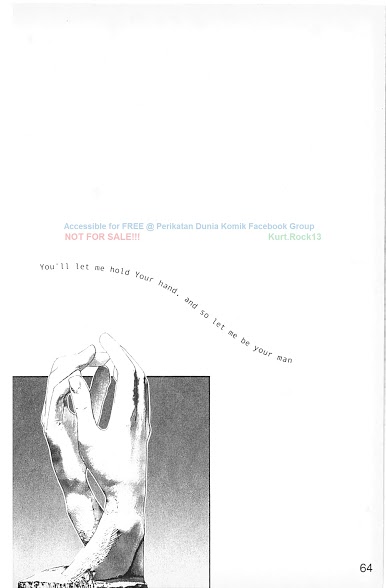 Accessible for FREE @ Perikatan Dunia Komik Facebook Group
NOT FOR SALE!!! Kurt.Rock13
You'll let me hold Your hand, and so let me be your man
64